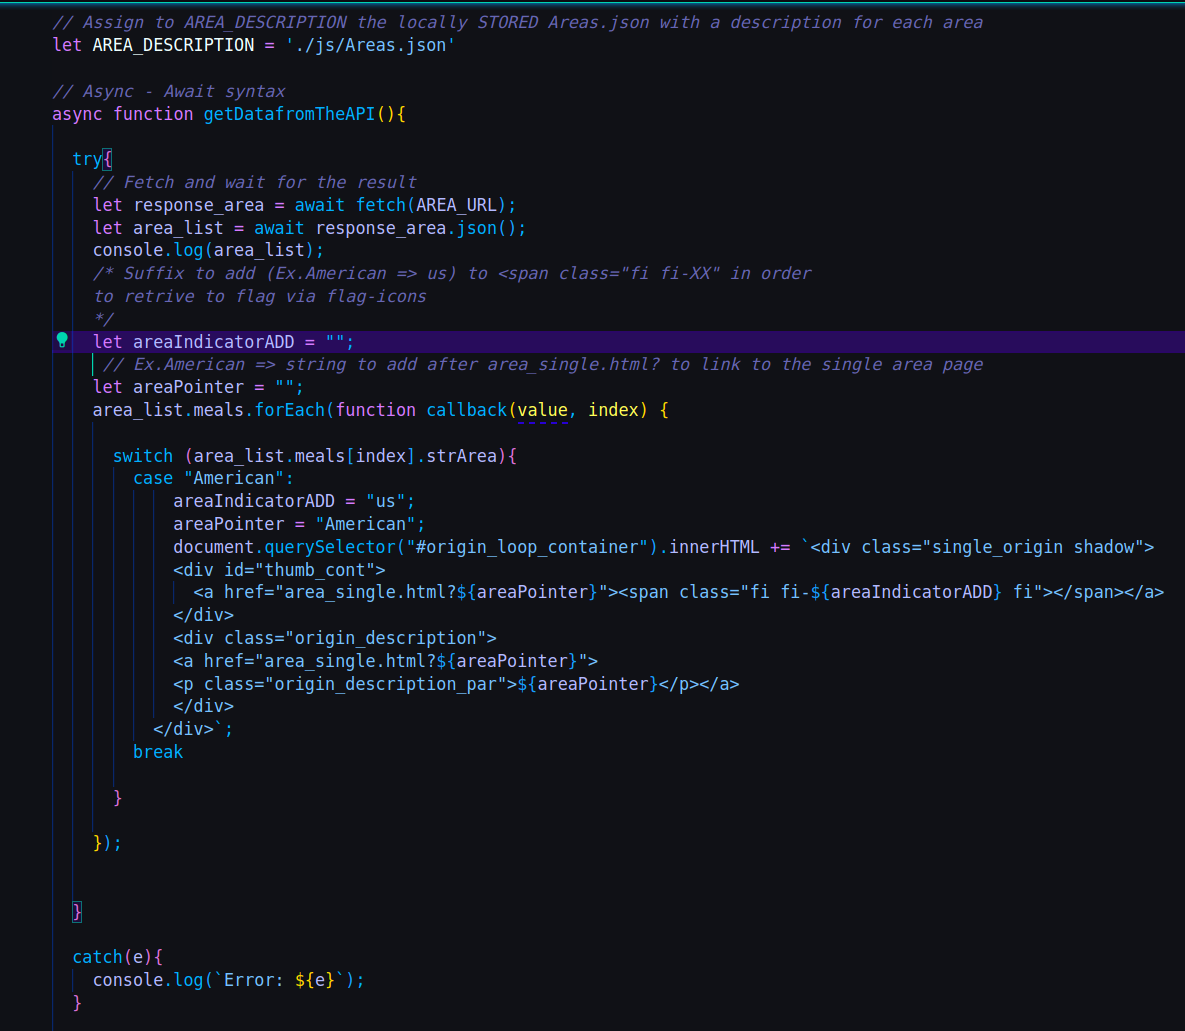 // Assign to AREA_DESCRIPTION the locally STORED Areas.json with a description for each area
let AREA_DESCRIPTION = './js/Areas.json'
// Async - Await syntax
async function getDatafromTheAPI(){
try{
// Fetch and wait for the result
let response_area = await fetch(AREA_URL);
let area_list = await response_area.json();
console.log(area_list);
/* Suffix to add (Ex.American => us) to <span class="fi fi-XX" in order
to retrive to flag via flag-icons
*/
let areaIndicatorADD = "";
// Ex.American => string to add after area_single.html? to link to the single area page
let areaPointer = "";
area_list.meals.forEach(function callback(value, index) {
switch (area_list.meals[index].strArea){
case "American":
areaIndicatorADD = "us";
areaPointer = "American";
document.querySelector("#origin_loop_container").innerHTML += `<div class="single_origin shadow">
<div id="thumb_cont">
<a href="area_single.html?${areaPointer}"><span class="fi fi-${areaIndicatorADD} fi"></span></a>
</div>
<div class="origin_description">
<a href="area_single.html?${areaPointer}">
<p class="origin_description_par">${areaPointer}</p></a>
</div>
</div>`;
break
}
});
}
catch(e){
console.log(`Error: ${e}`);
}